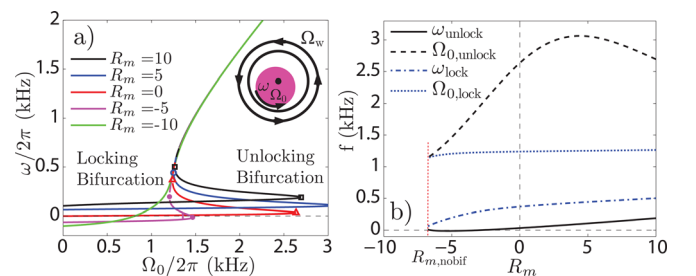 a)
R_m =10
R_m =5
R_m =0
R_m =-5
R_m =-10
Ω_w
ω
Ω_0
Locking
Bifurcation
Unlocking
Bifurcation
ω/2π (kHz)
2
1.5
1
0.5
0
0 0.5 1 1.5 2 2.5 3
Ω_0/2π (kHz)
b)
ω_unlock
Ω_0,unlock
ω_lock
Ω_0,lock
f (kHz)
3
2.5
2
1.5
1
0.5
0
−10 −5 0 5 10
R_m,nobif
R_m